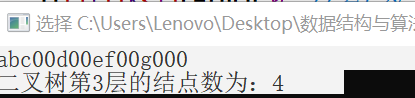 选择 C:\Users\Lenovo\Desktop\数据结构与算
abc00d00ef00g000
二叉树第3层的结点数为：4